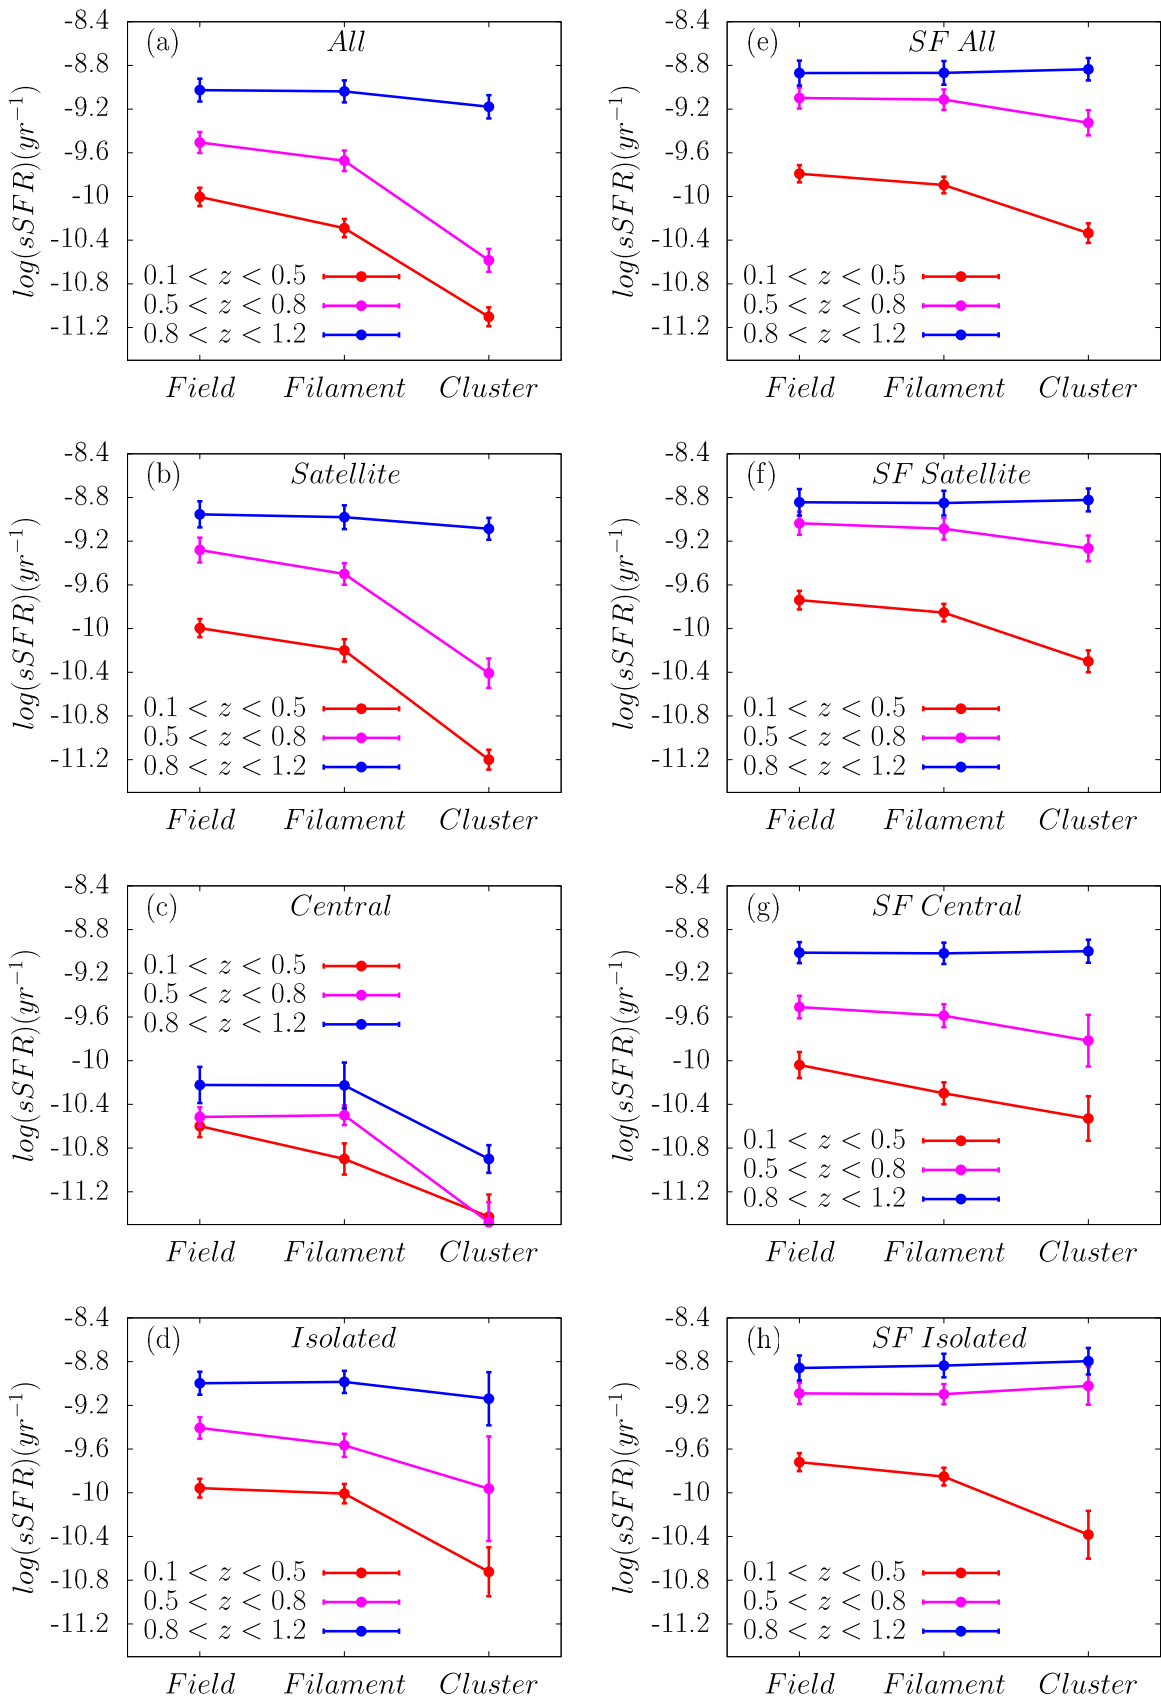 (a) All
-8.4
-8.8
-9.2
-9.6
-10
-10.4
-10.8
-11.2
log(sSFR)(yr⁻¹)
0.1 < z < 0.5
0.5 < z < 0.8
0.8 < z < 1.2
Field Filament Cluster
(e) SF All
-8.4
-8.8
-9.2
-9.6
-10
-10.4
-10.8
-11.2
log(sSFR)(yr⁻¹)
0.1 < z < 0.5
0.5 < z < 0.8
0.8 < z < 1.2
Field Filament Cluster
(b) Satellite
-8.4
-8.8
-9.2
-9.6
-10
-10.4
-10.8
-11.2
log(sSFR)(yr⁻¹)
0.1 < z < 0.5
0.5 < z < 0.8
0.8 < z < 1.2
Field Filament Cluster
(f) SF Satellite
-8.4
-8.8
-9.2
-9.6
-10
-10.4
-10.8
-11.2
log(sSFR)(yr⁻¹)
0.1 < z < 0.5
0.5 < z < 0.8
0.8 < z < 1.2
Field Filament Cluster
(c) Central
-8.4
-8.8
-9.2
-9.6
-10
-10.4
-10.8
-11.2
log(sSFR)(yr⁻¹)
0.1 < z < 0.5
0.5 < z < 0.8
0.8 < z < 1.2
Field Filament Cluster
(g) SF Central
-8.4
-8.8
-9.2
-9.6
-10
-10.4
-10.8
-11.2
log(sSFR)(yr⁻¹)
0.1 < z < 0.5
0.5 < z < 0.8
0.8 < z < 1.2
Field Filament Cluster
(d) Isolated
-8.4
-8.8
-9.2
-9.6
-10
-10.4
-10.8
-11.2
log(sSFR)(yr⁻¹)
0.1 < z < 0.5
0.5 < z < 0.8
0.8 < z < 1.2
Field Filament Cluster
(h) SF Isolated
-8.4
-8.8
-9.2
-9.6
-10
-10.4
-10.8
-11.2
log(sSFR)(yr⁻¹)
0.1 < z < 0.5
0.5 < z < 0.8
0.8 < z < 1.2
Field Filament Cluster